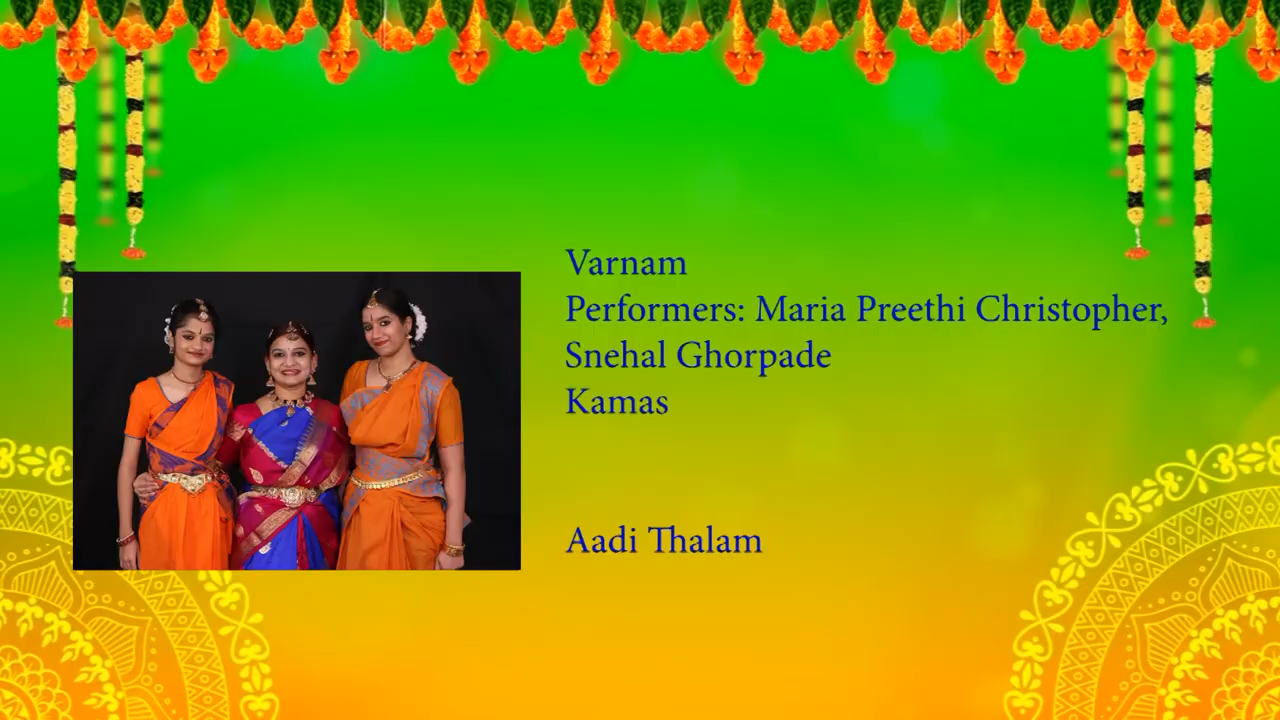 Varnam
Performers: Maria Preethi Christopher,
Snehal Ghorpade
Kamas
Aadi Thalam